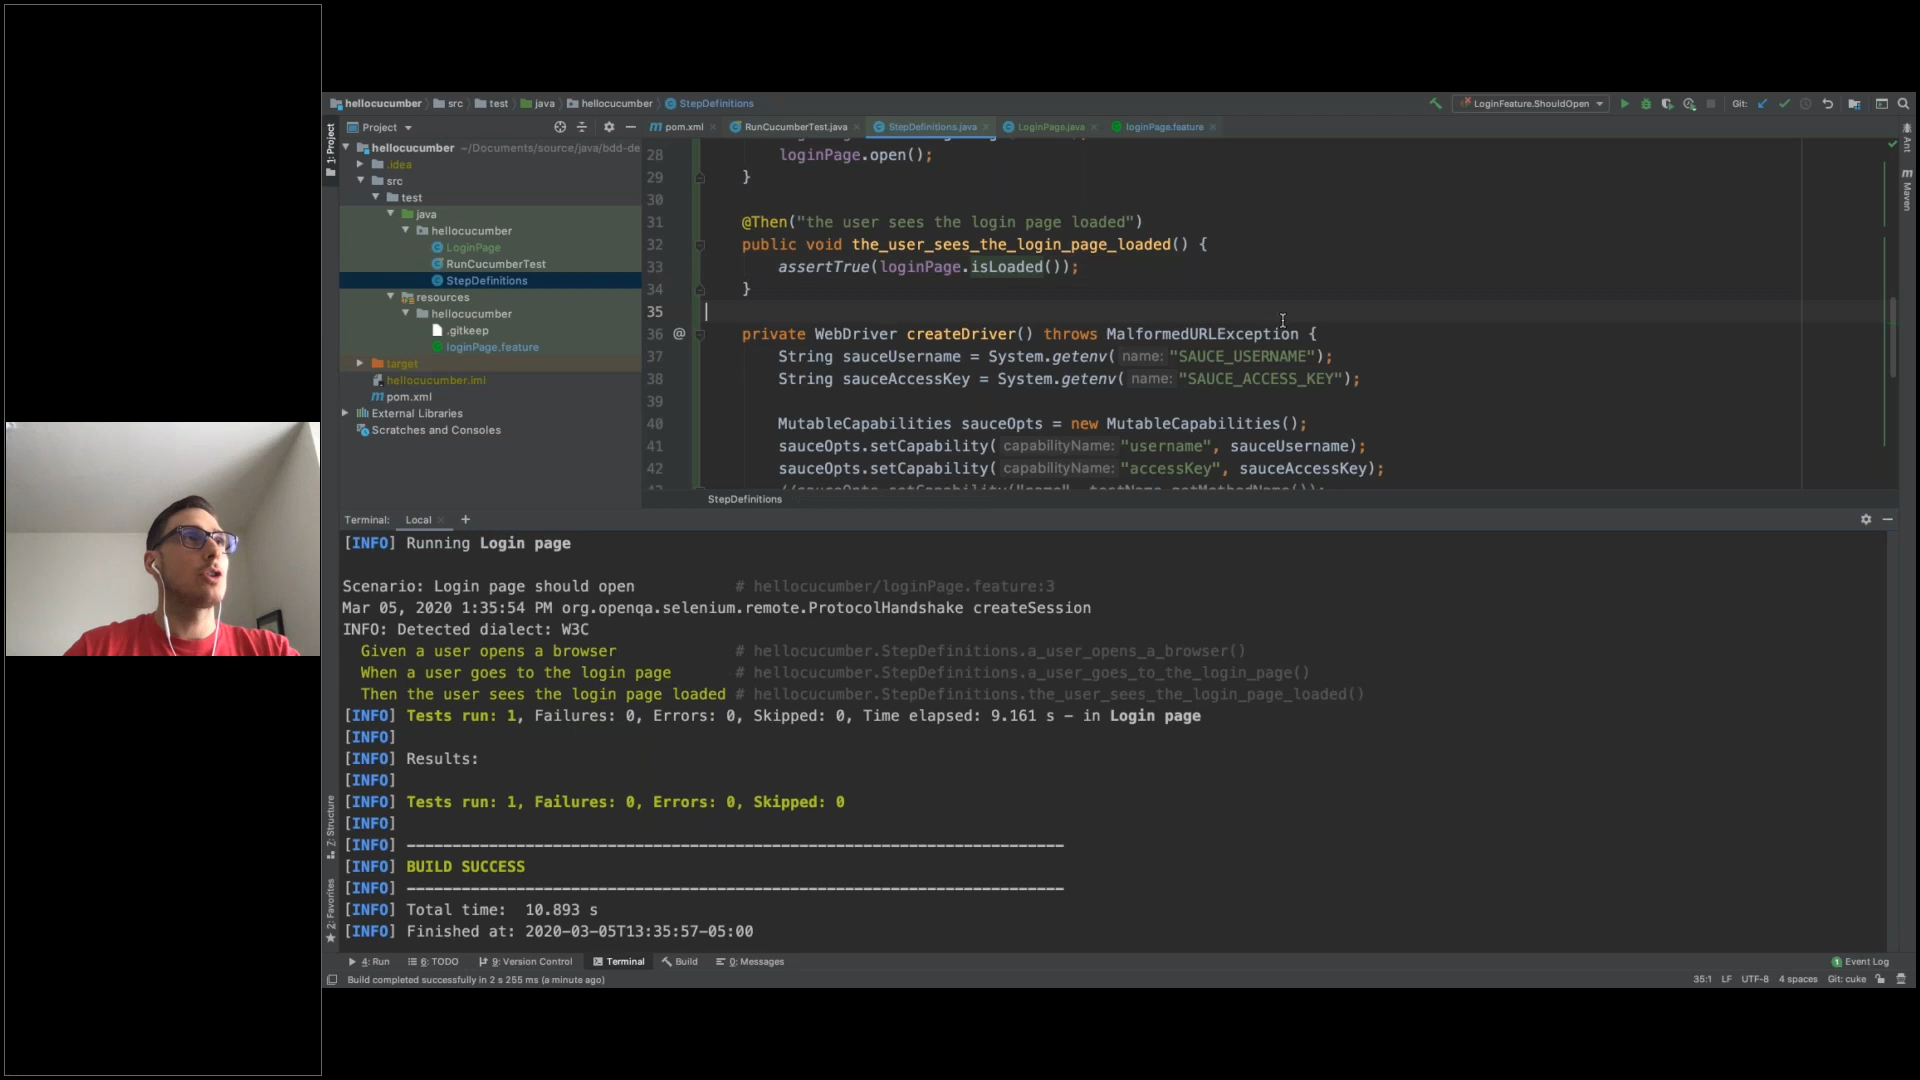 hellocucumber src test java hellocucumber StepDefinitions
LoginFeature.ShouldOpen Git:
1: Project
Project
pom.xml RunCucumberTest.java StepDefinitions.java LoginPage.java loginPage.feature
hellocucumber ~/Documents/source/java/bdd-de
.idea
src
test
java
hellocucumber
LoginPage
RunCucumberTest
StepDefinitions
resources
hellocucumber
.gitkeep
loginPage.feature
target
hellocucumber.iml
pom.xml
External Libraries
Scratches and Consoles
28 loginPage.open();
29 }
30
31 @Then("the user sees the login page loaded")
32 public void the_user_sees_the_login_page_loaded() {
33 assertTrue(loginPage.isLoaded());
34 }
35
36 @ private WebDriver createDriver() throws MalformedURLException {
37 String sauceUsername = System.getenv( name: "SAUCE_USERNAME");
38 String sauceAccessKey = System.getenv( name: "SAUCE_ACCESS_KEY");
39
40 MutableCapabilities sauceOpts = new MutableCapabilities();
41 sauceOpts.setCapability( capabilityName: "username", sauceUsername);
42 sauceOpts.setCapability( capabilityName: "accessKey", sauceAccessKey);
StepDefinitions
Ant
m Maven
Terminal: Local +
[INFO] Running Login page
Scenario: Login page should open # hellocucumber/loginPage.feature:3
Mar 05, 2020 1:35:54 PM org.openqa.selenium.remote.ProtocolHandshake createSession
INFO: Detected dialect: W3C
Given a user opens a browser # hellocucumber.StepDefinitions.a_user_opens_a_browser()
When a user goes to the login page # hellocucumber.StepDefinitions.a_user_goes_to_the_login_page()
Then the user sees the login page loaded # hellocucumber.StepDefinitions.the_user_sees_the_login_page_loaded()
[INFO] Tests run: 1, Failures: 0, Errors: 0, Skipped: 0, Time elapsed: 9.161 s - in Login page
[INFO]
[INFO] Results:
[INFO]
[INFO] Tests run: 1, Failures: 0, Errors: 0, Skipped: 0
[INFO]
[INFO] ------------------------------------------------------------------------
[INFO] BUILD SUCCESS
[INFO] ------------------------------------------------------------------------
[INFO] Total time:  10.893 s
[INFO] Finished at: 2020-03-05T13:35:57-05:00
7: Structure
2: Favorites
4: Run 6: TODO 9: Version Control Terminal Build 0: Messages 1 Event Log
Build completed successfully in 2 s 255 ms (a minute ago) 35:1 LF UTF-8 4 spaces Git: cuke